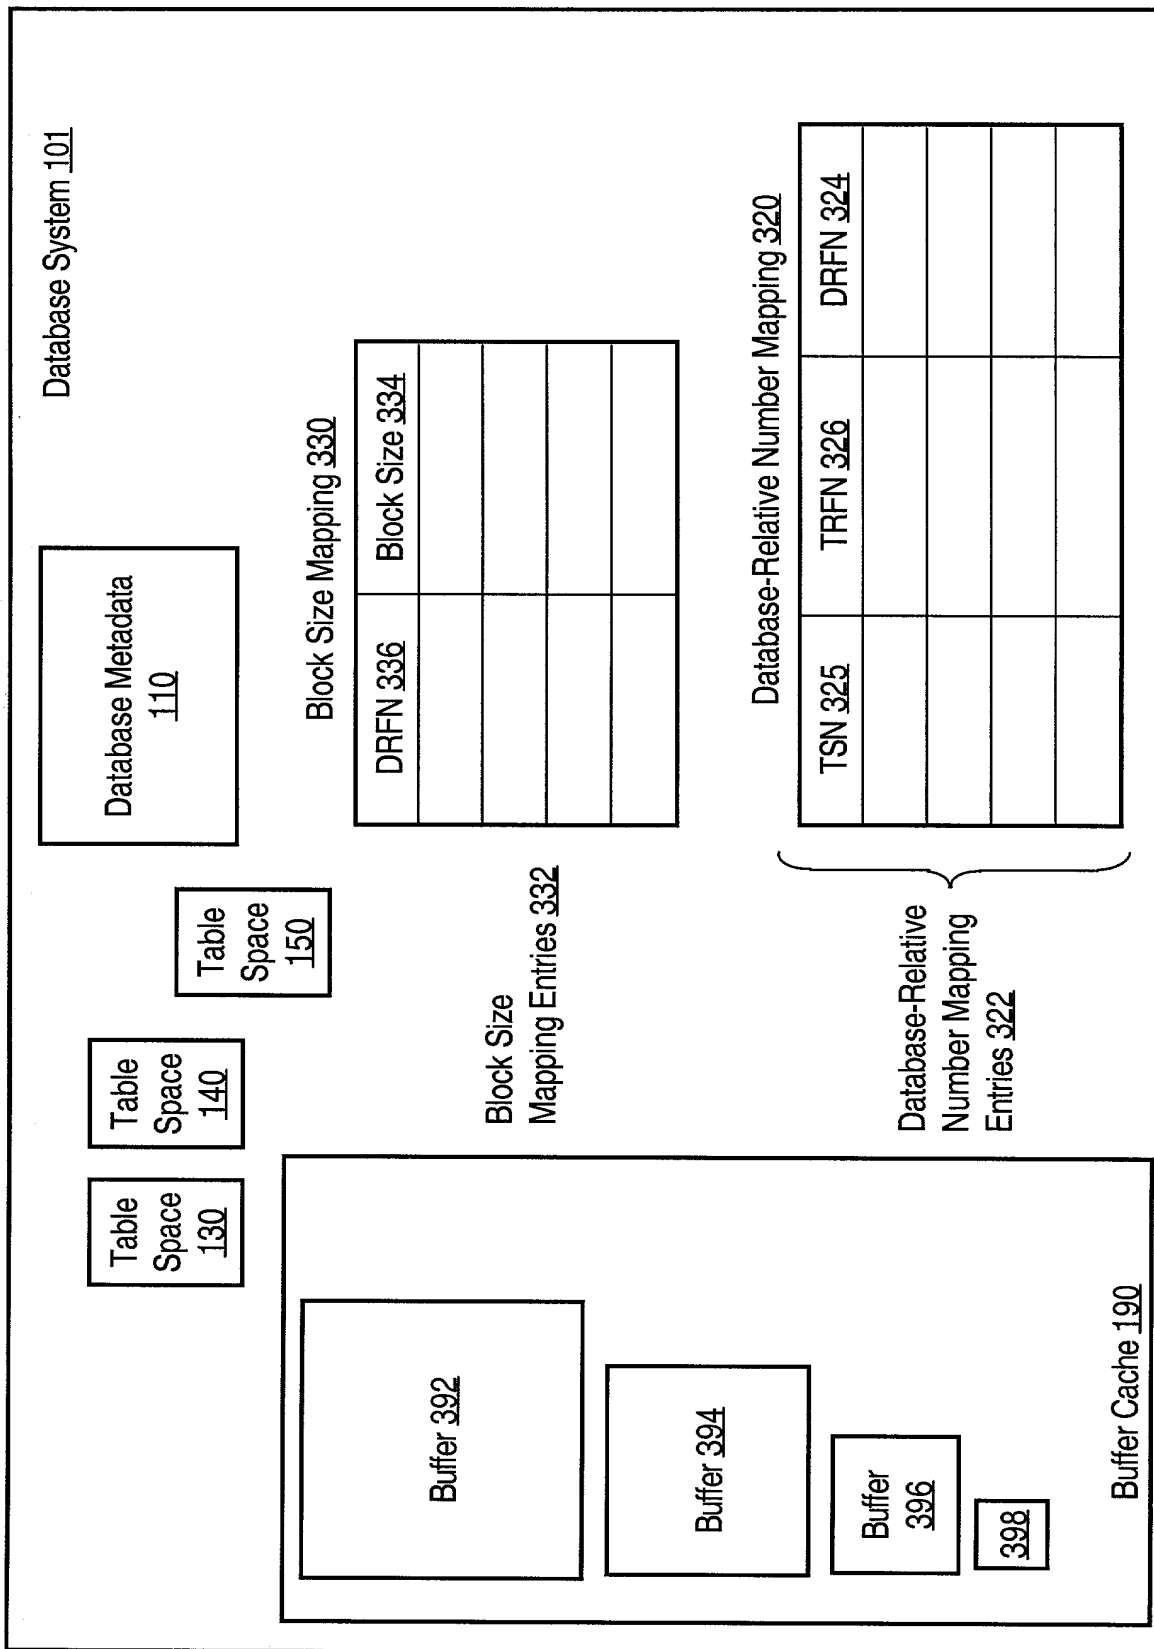 Database System 101
Database Metadata
110
Table
Space
130
Table
Space
140
Table
Space
150
Block Size Mapping 330
DRFN 336
Block Size 334
Block Size
Mapping Entries 332
Database-Relative Number Mapping 320
TSN 325
TRFN 326
DRFN 324
Database-Relative
Number Mapping
Entries 322
Buffer 392
Buffer 394
Buffer
396
398
Buffer Cache 190